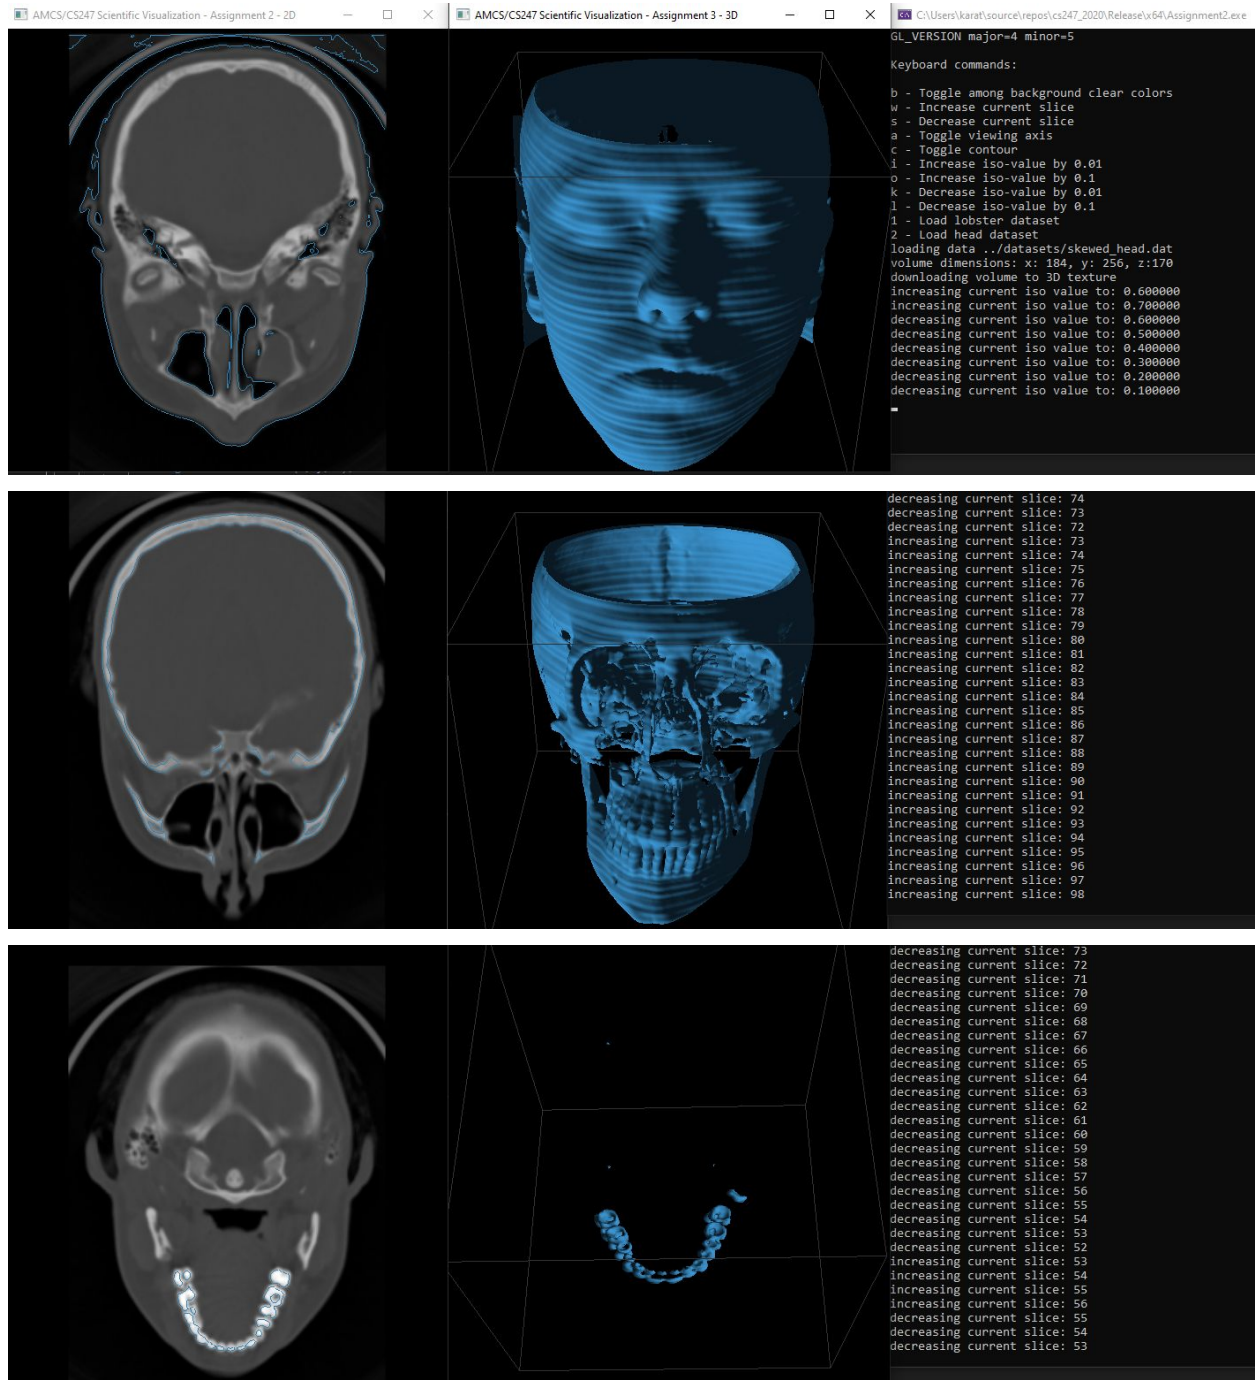 AMCS/CS247 Scientific Visualization - Assignment 2 - 2D
AMCS/CS247 Scientific Visualization - Assignment 3 - 3D
C:\Users\karat\source\repos\cs247_2020\Release\x64\Assignment2.exe
GL_VERSION major=4 minor=5
Keyboard commands:
b - Toggle among background clear colors
w - Increase current slice
s - Decrease current slice
a - Toggle viewing axis
c - Toggle contour
i - Increase iso-value by 0.01
o - Increase iso-value by 0.1
k - Decrease iso-value by 0.01
l - Decrease iso-value by 0.1
1 - Load lobster dataset
2 - Load head dataset
loading data ../datasets/skewed_head.dat
volume dimensions: x: 184, y: 256, z:170
downloading volume to 3D texture
increasing current iso value to: 0.600000
increasing current iso value to: 0.700000
decreasing current iso value to: 0.600000
decreasing current iso value to: 0.500000
decreasing current iso value to: 0.400000
decreasing current iso value to: 0.300000
decreasing current iso value to: 0.200000
decreasing current iso value to: 0.100000
decreasing current slice: 74
decreasing current slice: 73
decreasing current slice: 72
increasing current slice: 73
increasing current slice: 74
increasing current slice: 75
increasing current slice: 76
increasing current slice: 77
increasing current slice: 78
increasing current slice: 79
increasing current slice: 80
increasing current slice: 81
increasing current slice: 82
increasing current slice: 83
increasing current slice: 84
increasing current slice: 85
increasing current slice: 86
increasing current slice: 87
increasing current slice: 88
increasing current slice: 89
increasing current slice: 90
increasing current slice: 91
increasing current slice: 92
increasing current slice: 93
increasing current slice: 94
increasing current slice: 95
increasing current slice: 96
increasing current slice: 97
increasing current slice: 98
decreasing current slice: 73
decreasing current slice: 72
decreasing current slice: 71
decreasing current slice: 70
decreasing current slice: 69
decreasing current slice: 68
decreasing current slice: 67
decreasing current slice: 66
decreasing current slice: 65
decreasing current slice: 64
decreasing current slice: 63
decreasing current slice: 62
decreasing current slice: 61
decreasing current slice: 60
decreasing current slice: 59
decreasing current slice: 58
decreasing current slice: 57
decreasing current slice: 56
decreasing current slice: 55
decreasing current slice: 54
decreasing current slice: 53
decreasing current slice: 52
increasing current slice: 53
increasing current slice: 54
increasing current slice: 55
increasing current slice: 56
decreasing current slice: 55
decreasing current slice: 54
decreasing current slice: 53